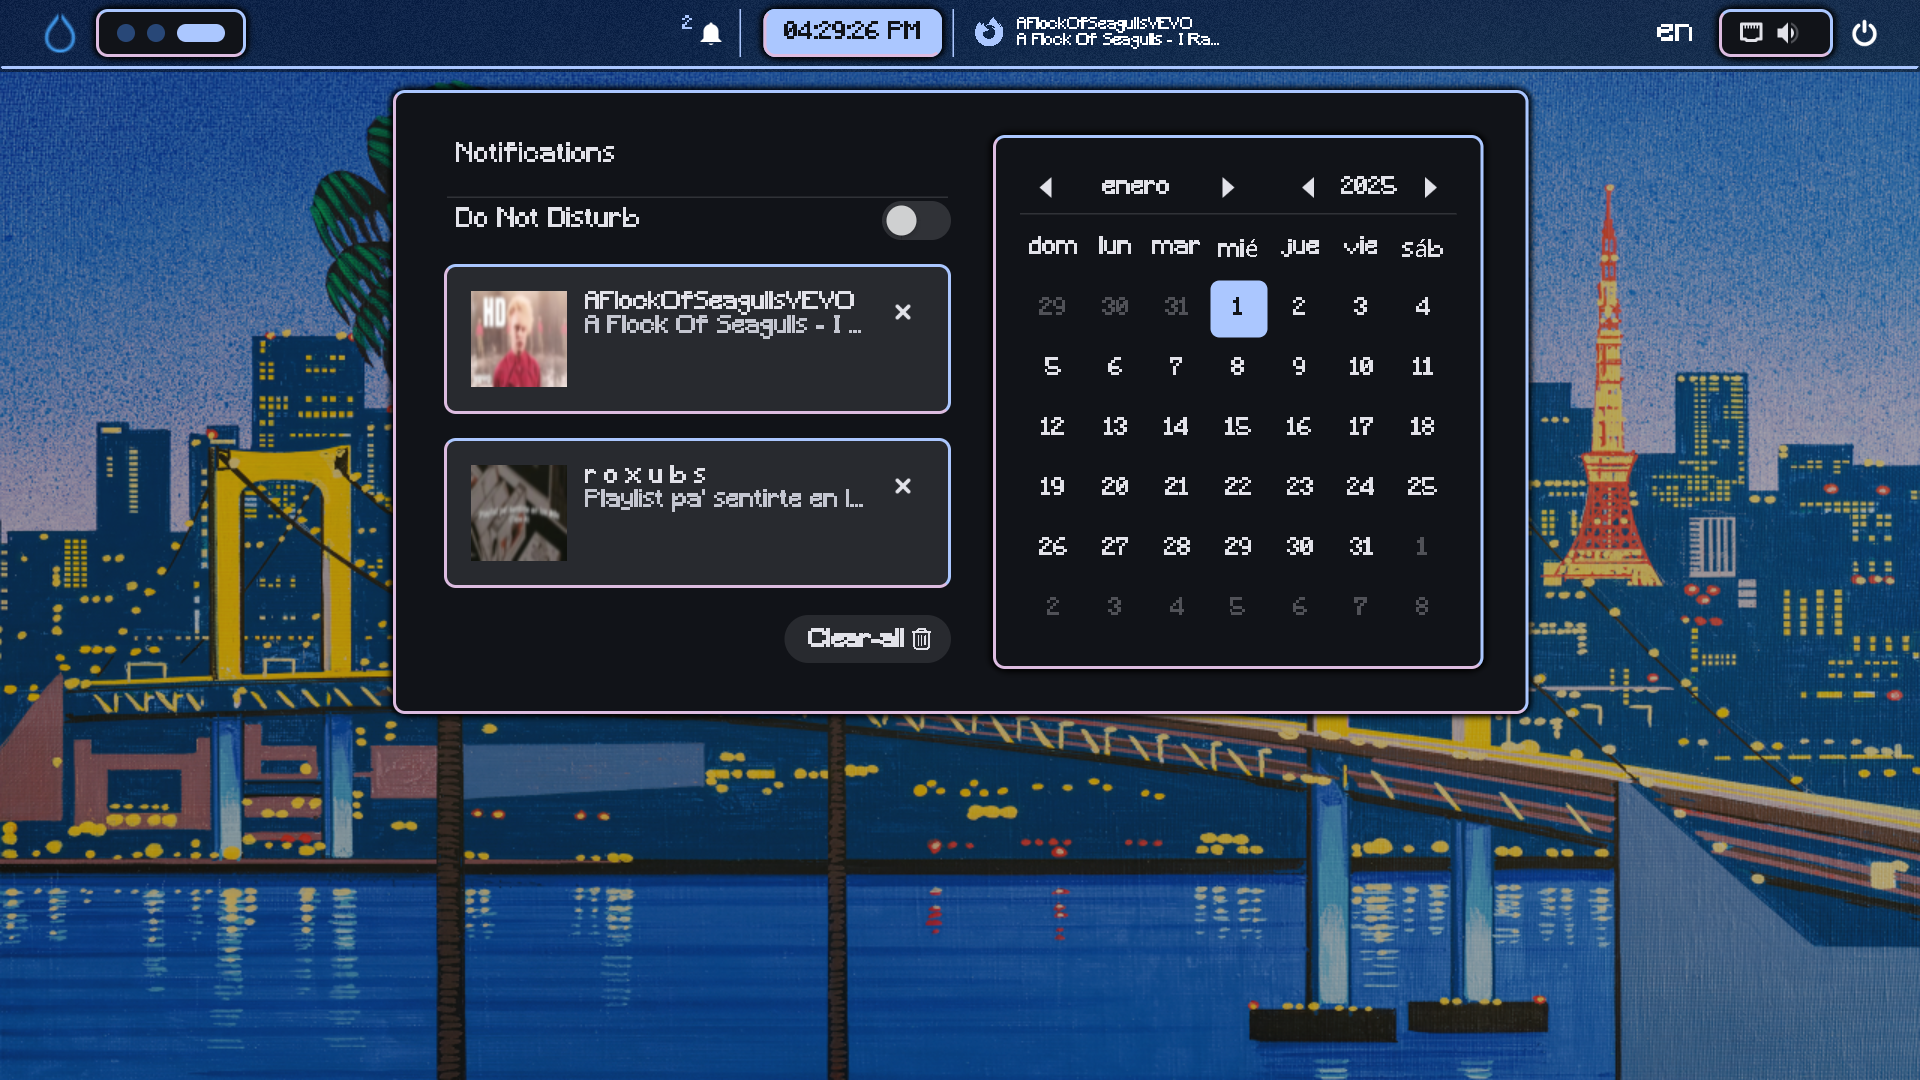 2
04:29:26 PM
AFlockOfSeagullsVEVO
A Flock Of Seagulls - I Ra...
en
Notifications
Do Not Disturb
HD
AFlockOfSeagullsVEVO
A Flock Of Seagulls - I ...
r o x u b s
Playlist pa' sentirte en l...
Clear-all
enero
2025
dom lun mar mié jue vie sáb
29 30 31 1 2 3 4
5 6 7 8 9 10 11
12 13 14 15 16 17 18
19 20 21 22 23 24 25
26 27 28 29 30 31 1
2 3 4 5 6 7 8